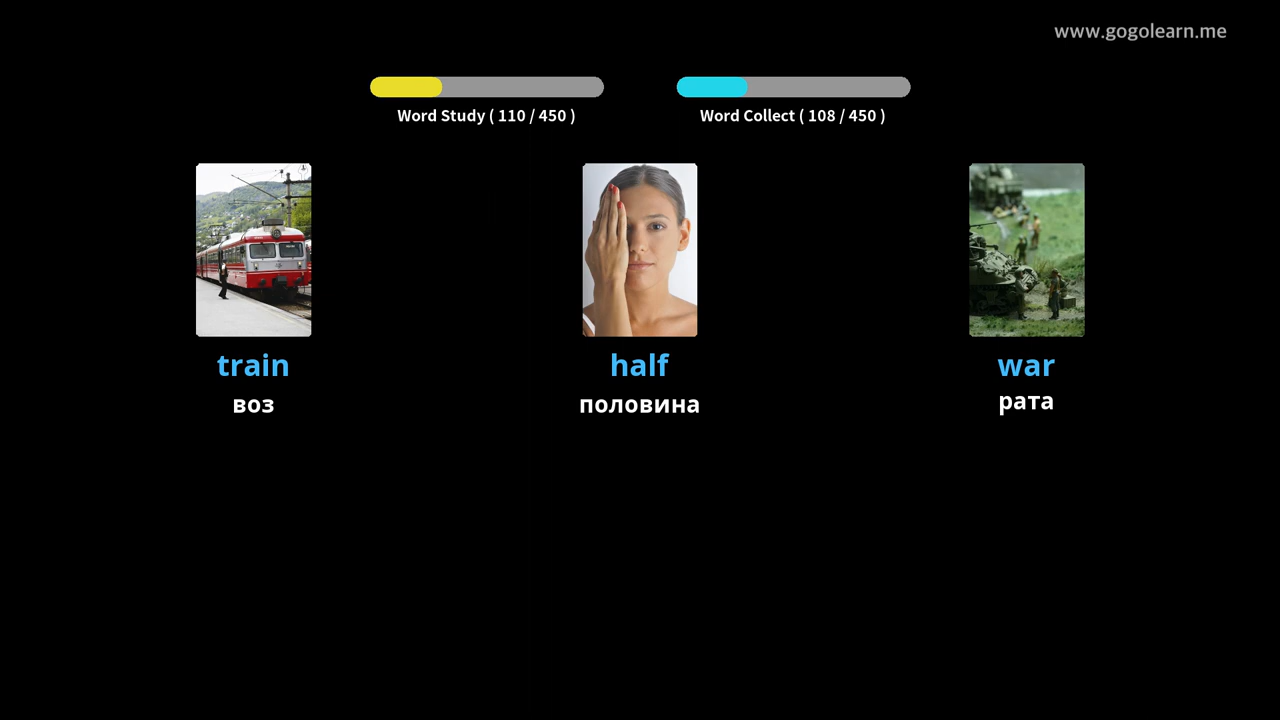 www.gogolearn.me
Word Study ( 110 / 450 )
Word Collect ( 108 / 450 )
train
воз
half
половина
war
рата